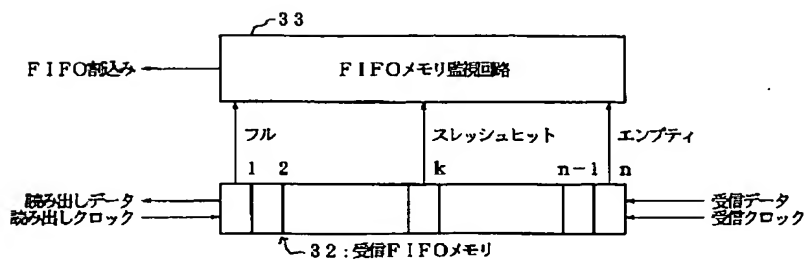 33
FIFO割込み
FIFOメモリ監視回路
フル
スレッシュヒット
エンプティ
1 2 k n-1 n
読み出しデータ
読み出しクロック
受信データ
受信クロック
32:受信FIFOメモリ